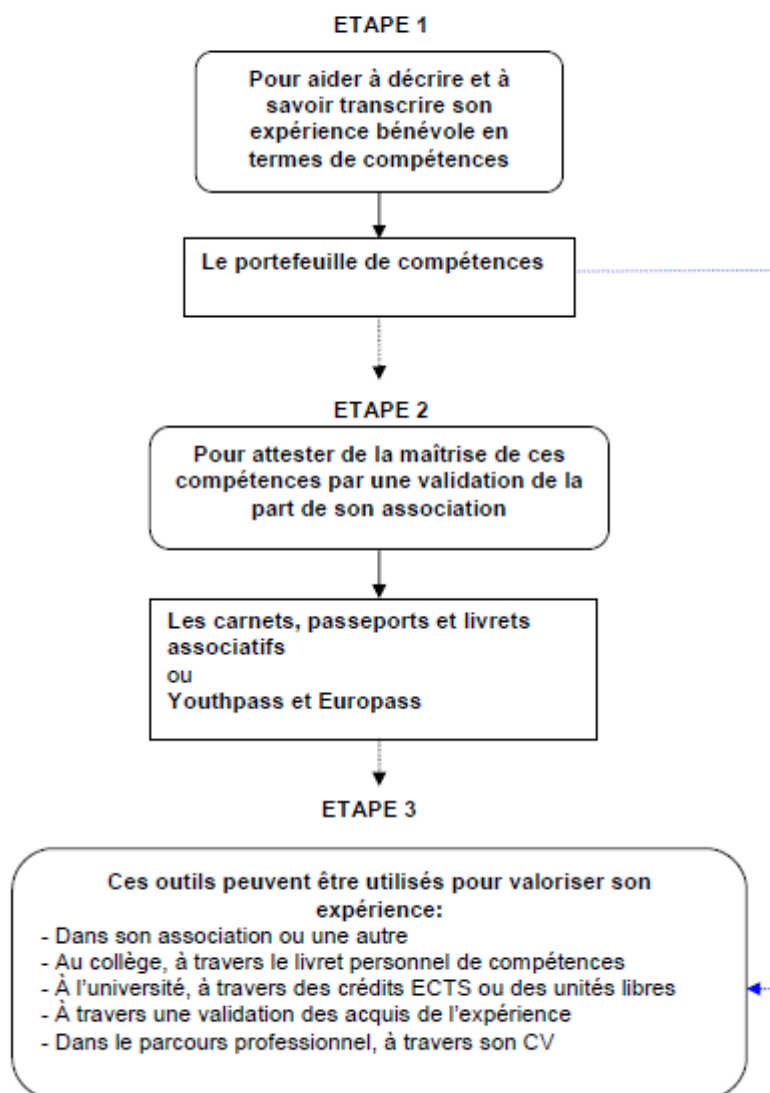 ETAPE 1
Pour aider à décrire et à
savoir transcrire son
expérience bénévole en
termes de compétences
Le portefeuille de compétences
ETAPE 2
Pour attester de la maîtrise de ces
compétences par une validation de la
part de son association
Les carnets, passeports et livrets
associatifs
ou
Youthpass et Europass
ETAPE 3
Ces outils peuvent être utilisés pour valoriser son
expérience:
- Dans son association ou une autre
- Au collège, à travers le livret personnel de compétences
- À l'université, à travers des crédits ECTS ou des unités libres
- À travers une validation des acquis de l'expérience
- Dans le parcours professionnel, à travers son CV